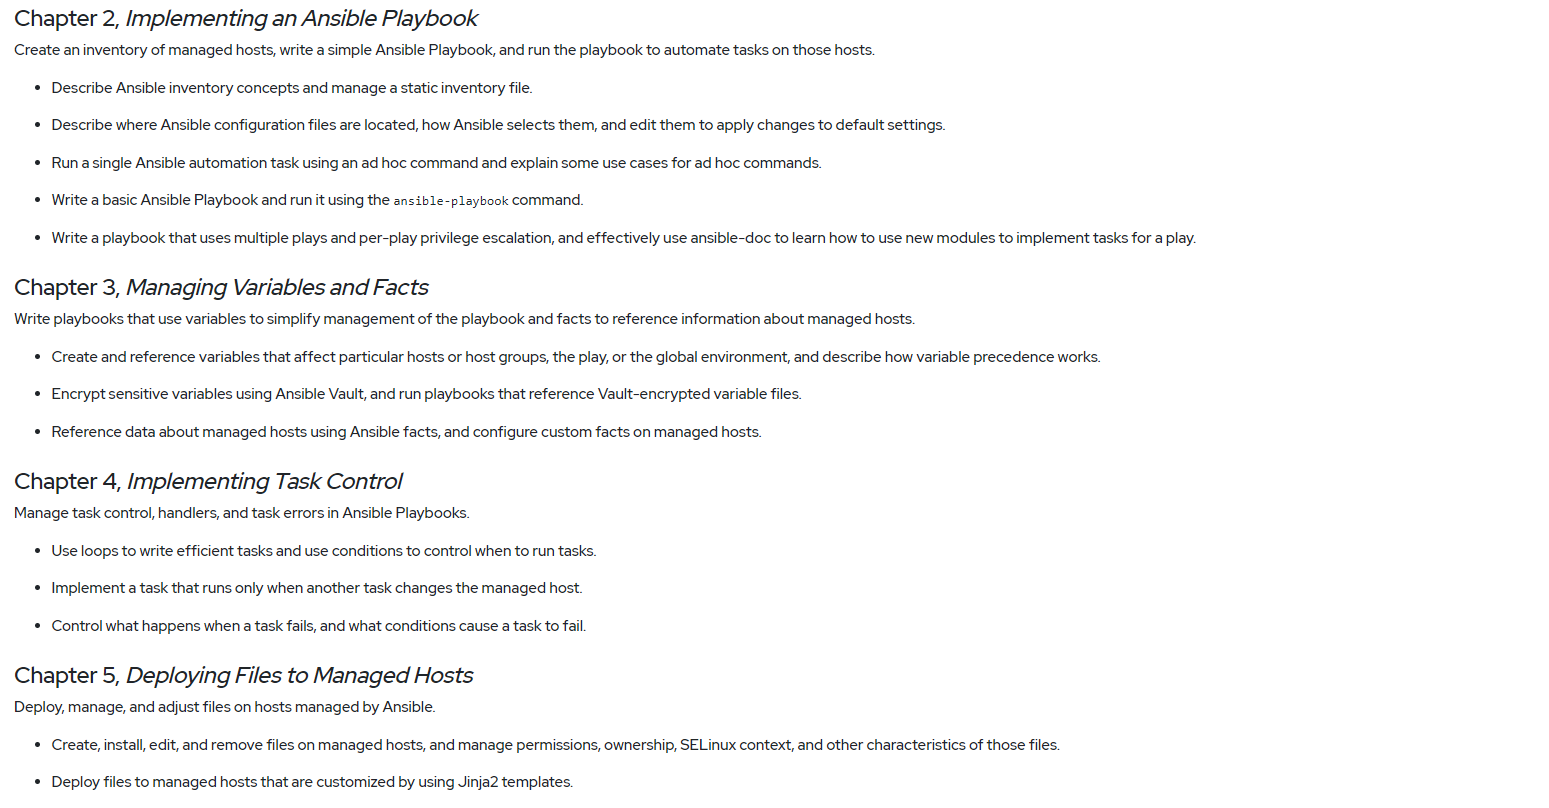 Chapter 2, Implementing an Ansible Playbook
Create an inventory of managed hosts, write a simple Ansible Playbook, and run the playbook to automate tasks on those hosts.
• Describe Ansible inventory concepts and manage a static inventory file.
• Describe where Ansible configuration files are located, how Ansible selects them, and edit them to apply changes to default settings.
• Run a single Ansible automation task using an ad hoc command and explain some use cases for ad hoc commands.
• Write a basic Ansible Playbook and run it using the ansible-playbook command.
• Write a playbook that uses multiple plays and per-play privilege escalation, and effectively use ansible-doc to learn how to use new modules to implement tasks for a play.
Chapter 3, Managing Variables and Facts
Write playbooks that use variables to simplify management of the playbook and facts to reference information about managed hosts.
• Create and reference variables that affect particular hosts or host groups, the play, or the global environment, and describe how variable precedence works.
• Encrypt sensitive variables using Ansible Vault, and run playbooks that reference Vault-encrypted variable files.
• Reference data about managed hosts using Ansible facts, and configure custom facts on managed hosts.
Chapter 4, Implementing Task Control
Manage task control, handlers, and task errors in Ansible Playbooks.
• Use loops to write efficient tasks and use conditions to control when to run tasks.
• Implement a task that runs only when another task changes the managed host.
• Control what happens when a task fails, and what conditions cause a task to fail.
Chapter 5, Deploying Files to Managed Hosts
Deploy, manage, and adjust files on hosts managed by Ansible.
• Create, install, edit, and remove files on managed hosts, and manage permissions, ownership, SELinux context, and other characteristics of those files.
• Deploy files to managed hosts that are customized by using Jinja2 templates.